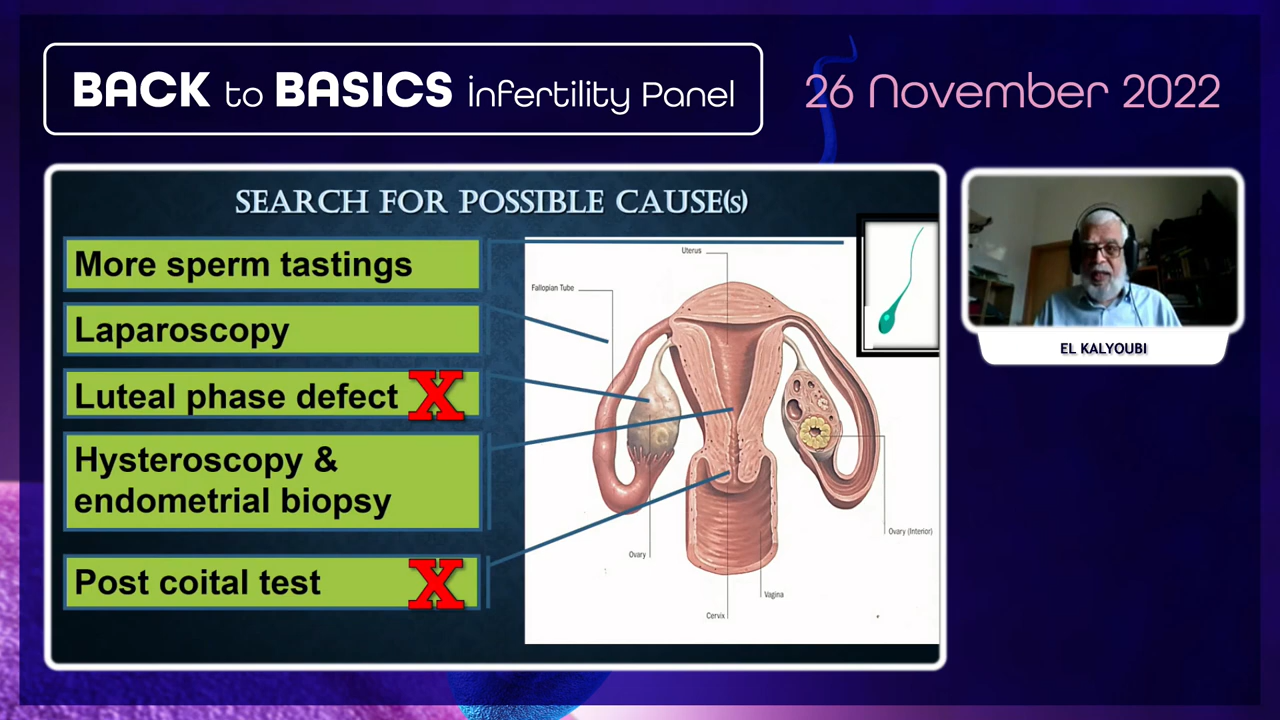 BACK to BASICS infertility Panel
26 November 2022
SEARCH FOR POSSIBLE CAUSE(s)
More sperm tastings
Laparoscopy
Luteal phase defect X
Hysteroscopy &
endometrial biopsy
Post coital test X
Uterus
Fallopian Tube
Ovary (Interior)
Ovary
Vagina
Cervix
EL KALYOUBI